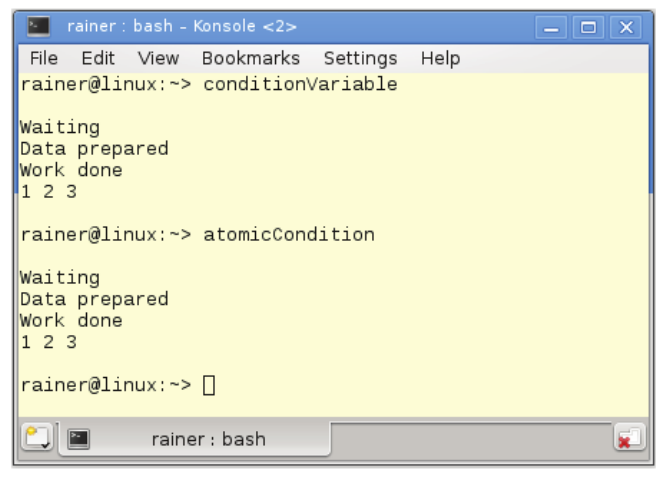 rainer : bash – Konsole <2>
File Edit View Bookmarks Settings Help
rainer@linux:~> conditionVariable
Waiting
Data prepared
Work done
1 2 3
rainer@linux:~> atomicCondition
Waiting
Data prepared
Work done
1 2 3
rainer@linux:~>
rainer : bash